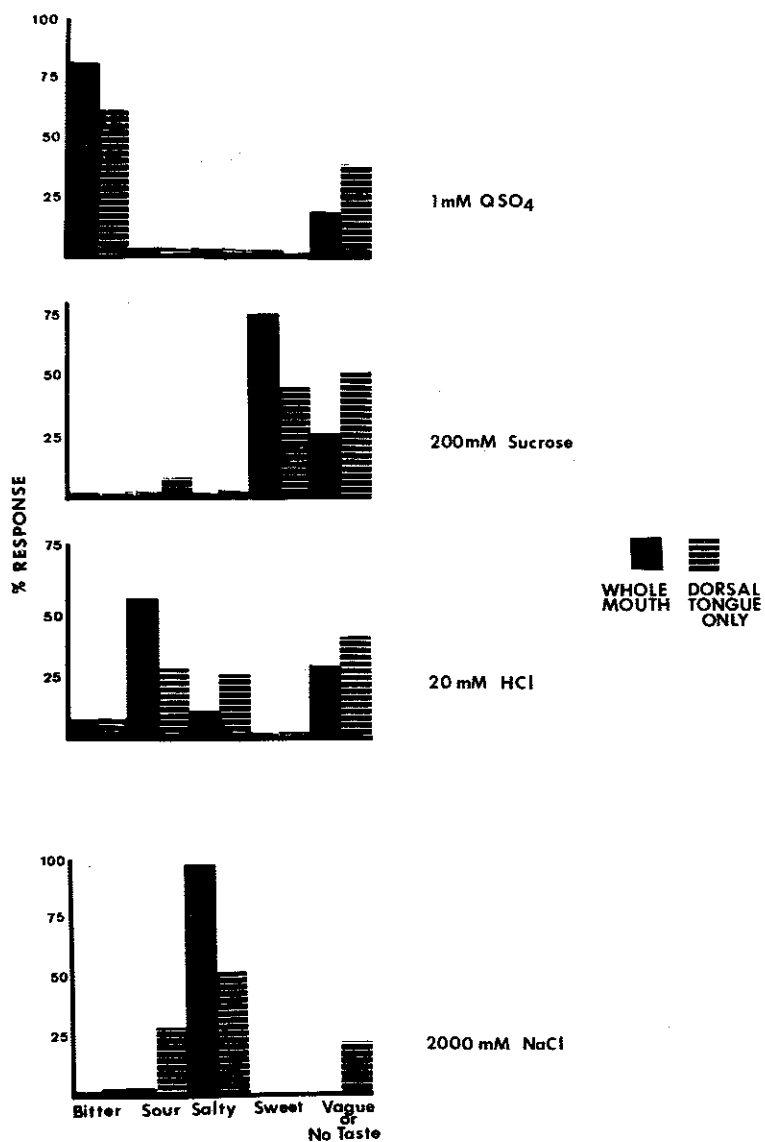 100
75
50
25
1mM QSO4
75
50
25
200mM Sucrose
% RESPONSE
75
50
25
20 mM HCl
WHOLE MOUTH
DORSAL TONGUE ONLY
100
75
50
25
2000 mM NaCl
Bitter Sour Salty Sweet Vague
or
No Taste